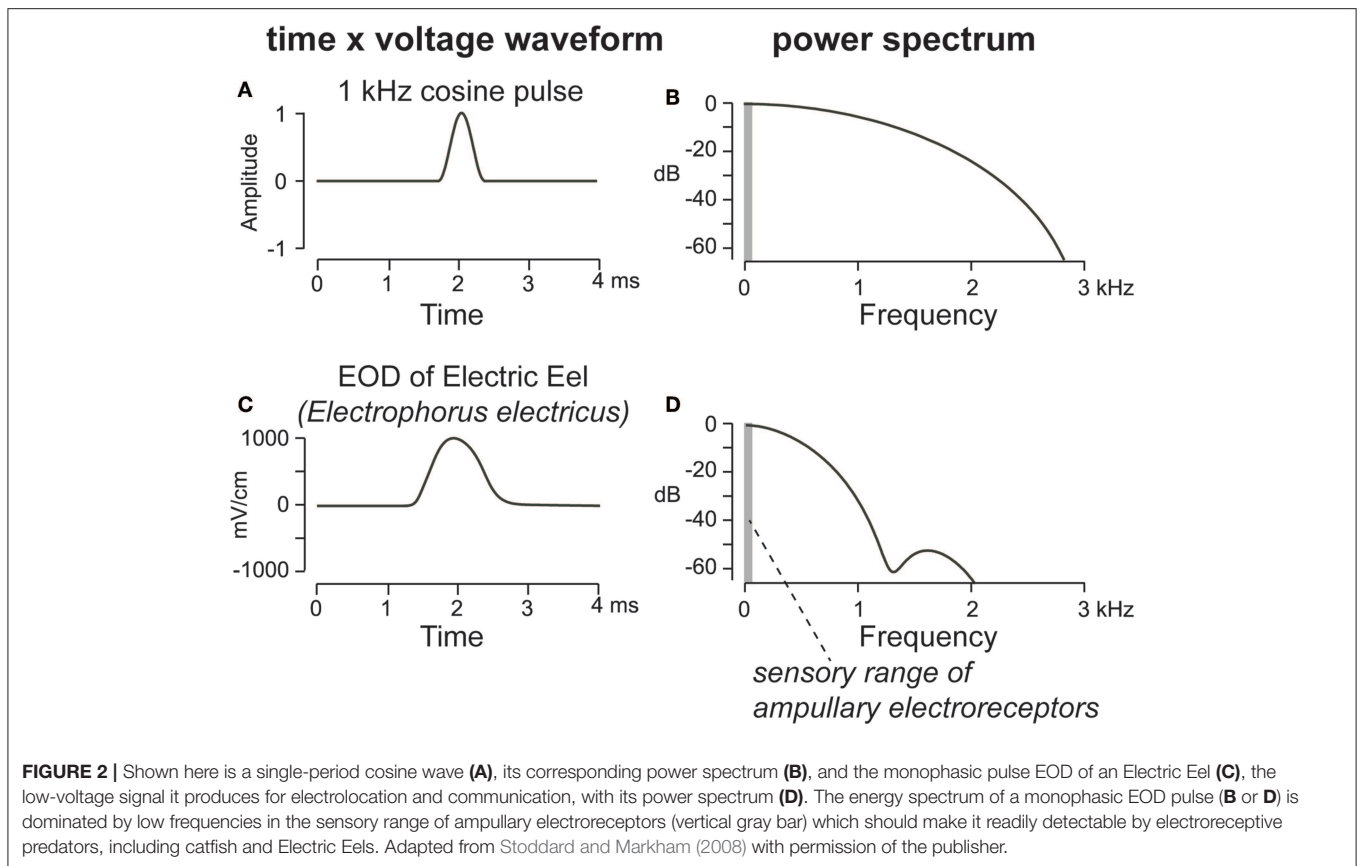 time x voltage waveform
power spectrum
A
1 kHz cosine pulse
1
0
-1
Amplitude
0 1 2 3 4 ms
Time
B
0
-20
dB
-40
-60
0 1 2 3 kHz
Frequency
EOD of Electric Eel
C
(Electrophorus electricus)
1000
0
-1000
mV/cm
0 1 2 3 4 ms
Time
D
0
-20
dB
-40
-60
0 1 2 3 kHz
Frequency
sensory range of
ampullary electroreceptors
FIGURE 2 | Shown here is a single-period cosine wave (A), its corresponding power spectrum (B), and the monophasic pulse EOD of an Electric Eel (C), the
low-voltage signal it produces for electrolocation and communication, with its power spectrum (D). The energy spectrum of a monophasic EOD pulse (B or D) is
dominated by low frequencies in the sensory range of ampullary electroreceptors (vertical gray bar) which should make it readily detectable by electroreceptive
predators, including catfish and Electric Eels. Adapted from Stoddard and Markham (2008) with permission of the publisher.